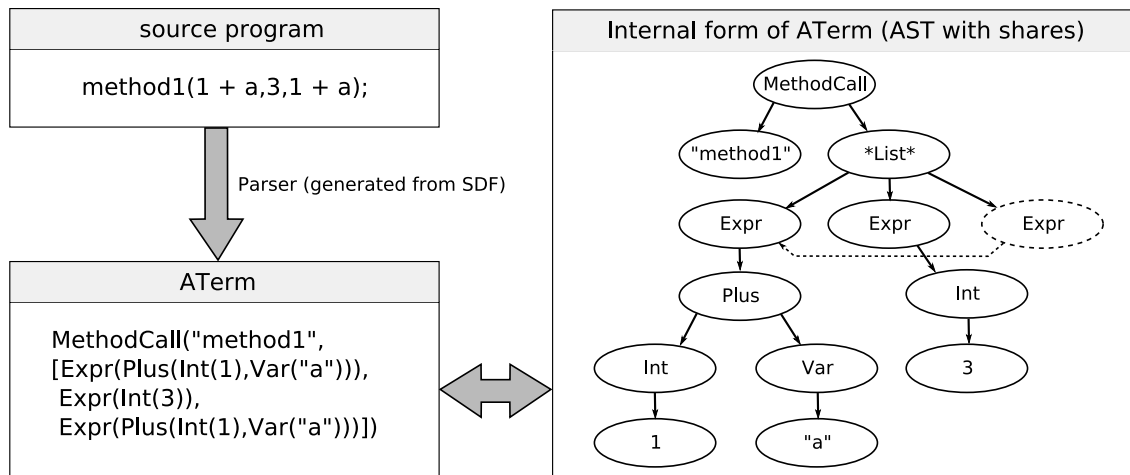 source program
method1(1 + a,3,1 + a);
Parser (generated from SDF)
ATerm
MethodCall("method1",
[Expr(Plus(Int(1),Var("a"))),
Expr(Int(3)),
Expr(Plus(Int(1),Var("a")))])
Internal form of ATerm (AST with shares)
MethodCall
"method1" *List*
Expr Expr Expr
Plus Int
Int Var 3
1 "a"